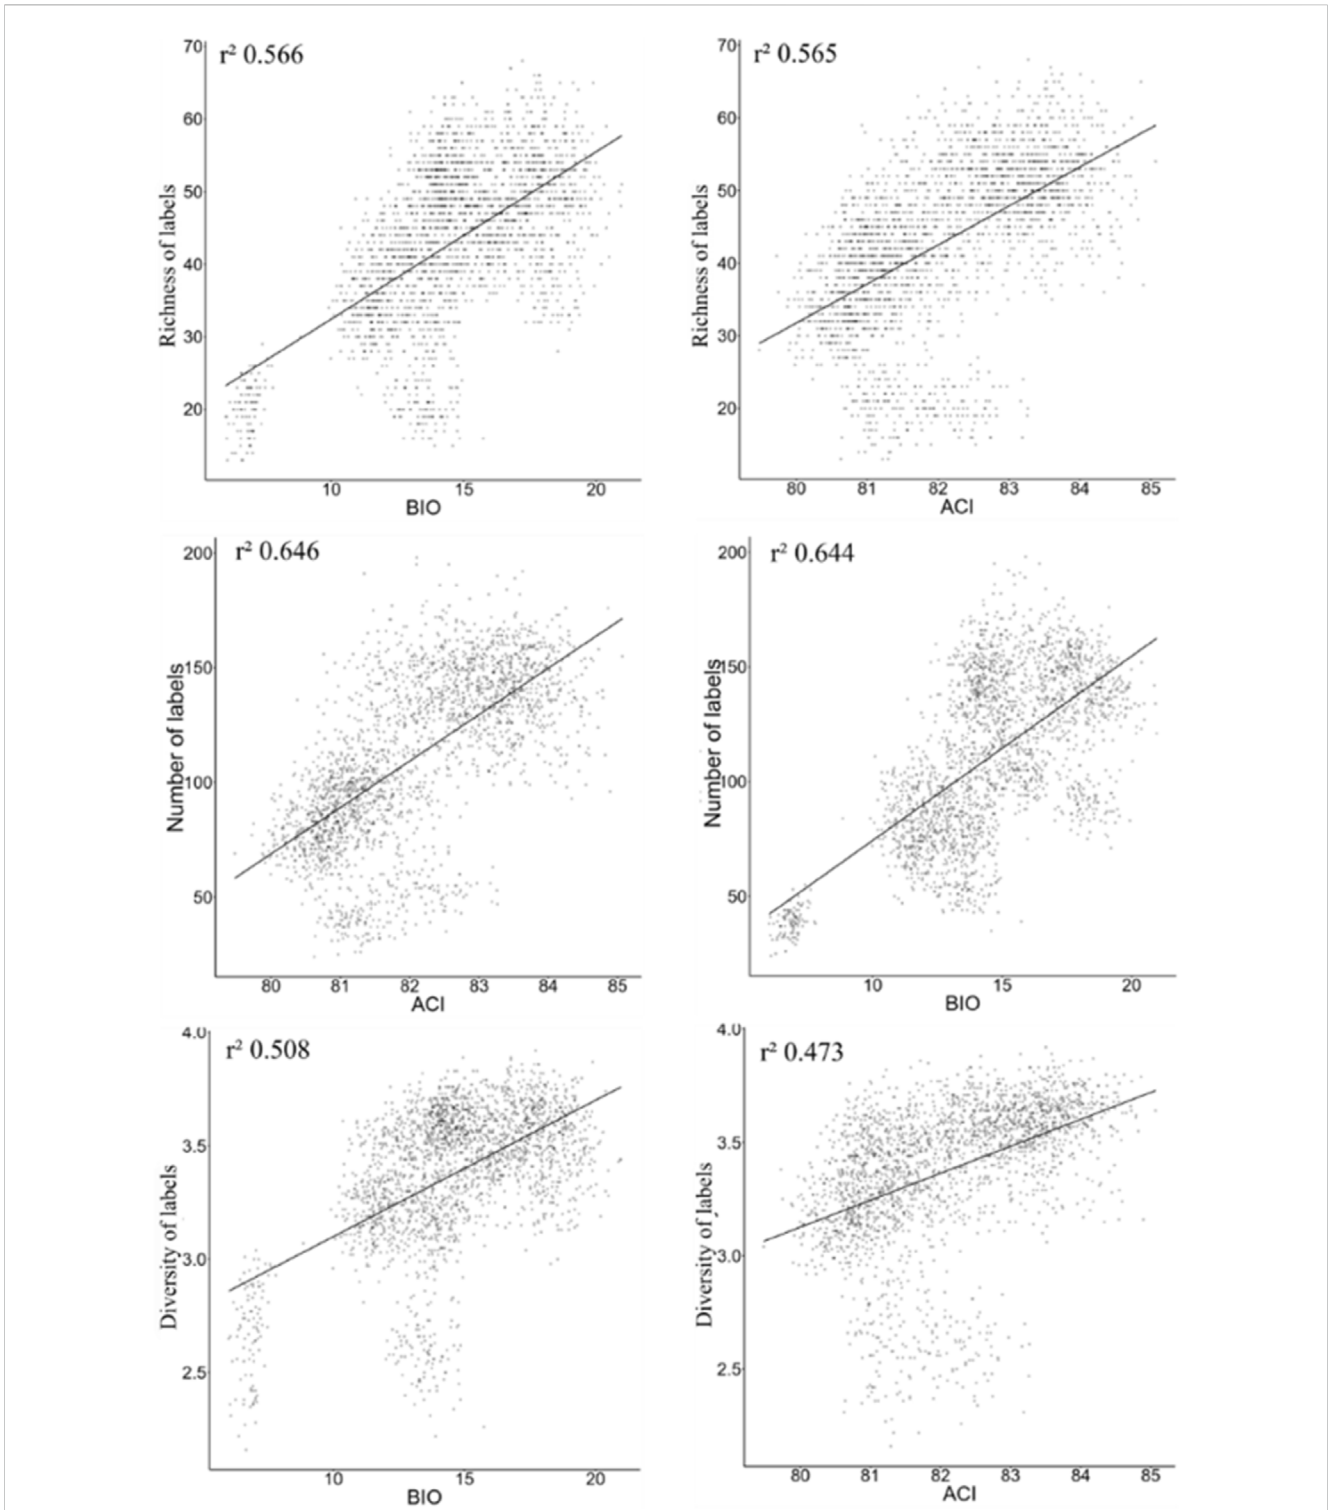 r² 0.566
70
60
50
40
30
20
Richness of labels
10 15 20
BIO
r² 0.565
70
60
50
40
30
20
Richness of labels
80 81 82 83 84 85
ACI
r² 0.646
200
150
100
50
Number of labels
80 81 82 83 84 85
ACI
r² 0.644
200
150
100
50
Number of labels
10 15 20
BIO
r² 0.508
4.0
3.5
3.0
2.5
Diversity of labels
10 15 20
BIO
r² 0.473
4.0
3.5
3.0
2.5
Diversity of labels
80 81 82 83 84 85
ACI